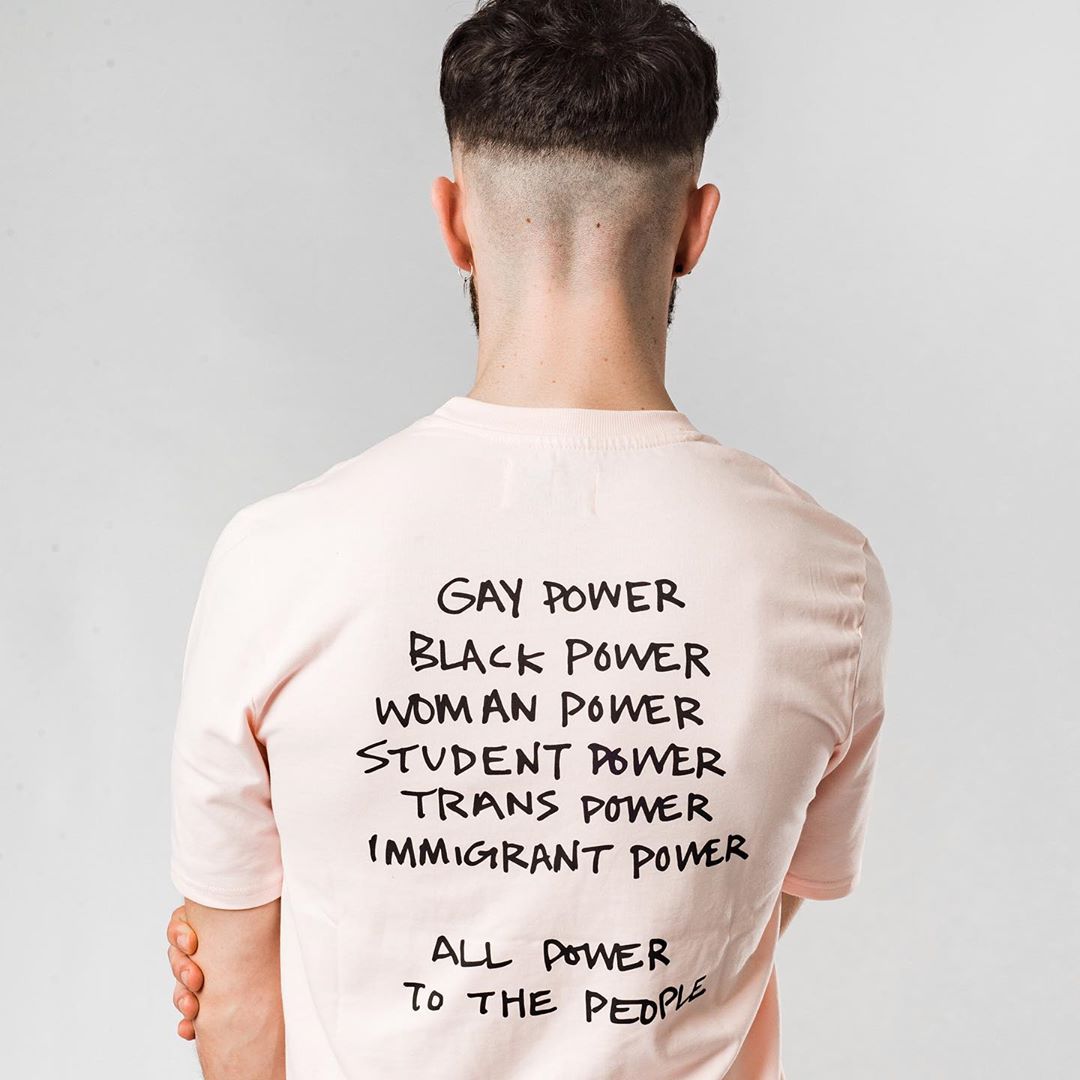 GAY POWER
BLACK POWER
WOMAN POWER
STUDENT POWER
TRANS POWER
IMMIGRANT POWER
ALL POWER
TO THE PEOPLE